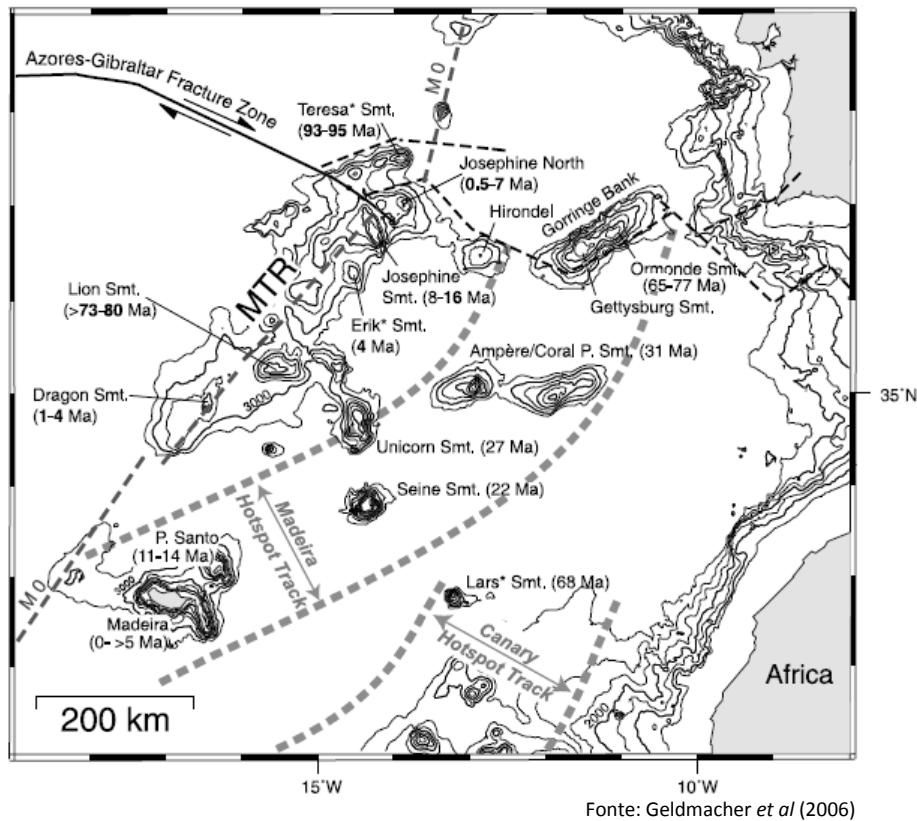 Azores-Gibraltar Fracture Zone
M 0
Teresa* Smt.
(93-95 Ma)
Josephine North
(0.5-7 Ma)
Hirondel
Gorringe Bank
MTR
Lion Smt.
(>73-80 Ma)
Josephine
Smt. (8-16 Ma)
Ormonde Smt.
(65-77 Ma)
Gettysburg Smt.
Erik* Smt.
(4 Ma)
Ampère/Coral P. Smt. (31 Ma)
Dragon Smt.
(1-4 Ma)
3000
35°N
Unicorn Smt. (27 Ma)
Seine Smt. (22 Ma)
Madeira
Hotspot Track
P. Santo
(11-14 Ma)
3000
M 0
Madeira
(0- >5 Ma)
Lars* Smt. (68 Ma)
Canary
Hotspot Track
Africa
2000
200 km
15°W
10°W
Fonte: Geldmacher et al (2006)